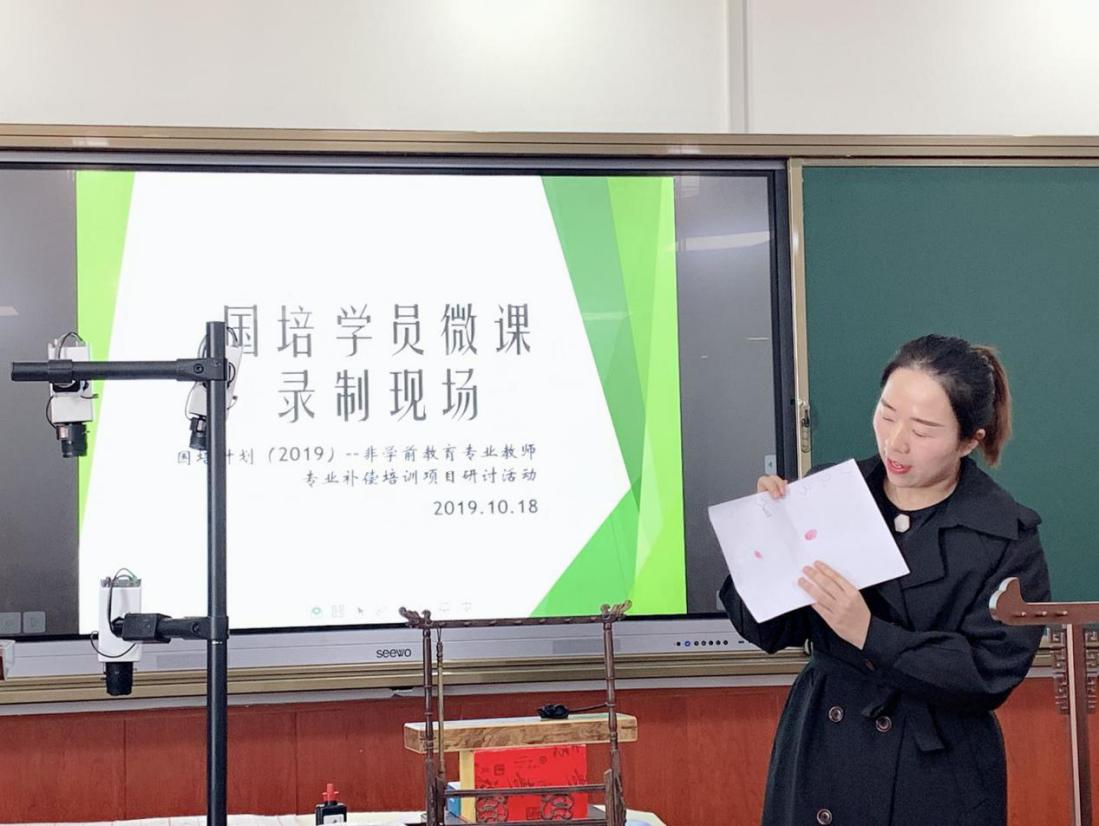 国培学员微课
录制现场
国培计划（2019）--非学前教育专业教师
专业补偿培训项目研讨活动
2019.10.18
seewo